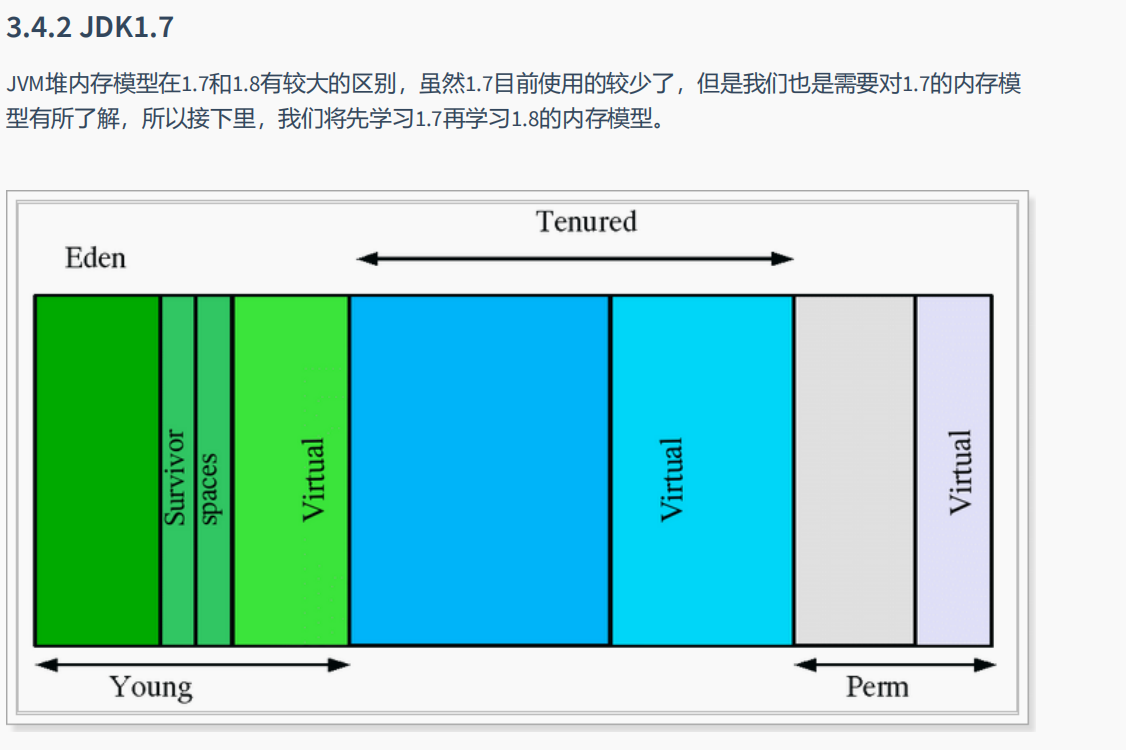 3.4.2 JDK1.7
JVM堆内存模型在1.7和1.8有较大的区别，虽然1.7目前使用的较少了，但是我们也是需要对1.7的内存模
型有所了解，所以接下里，我们将先学习1.7再学习1.8的内存模型。
Tenured
Eden
Survivor
spaces
Virtual
Virtual
Virtual
Young
Perm